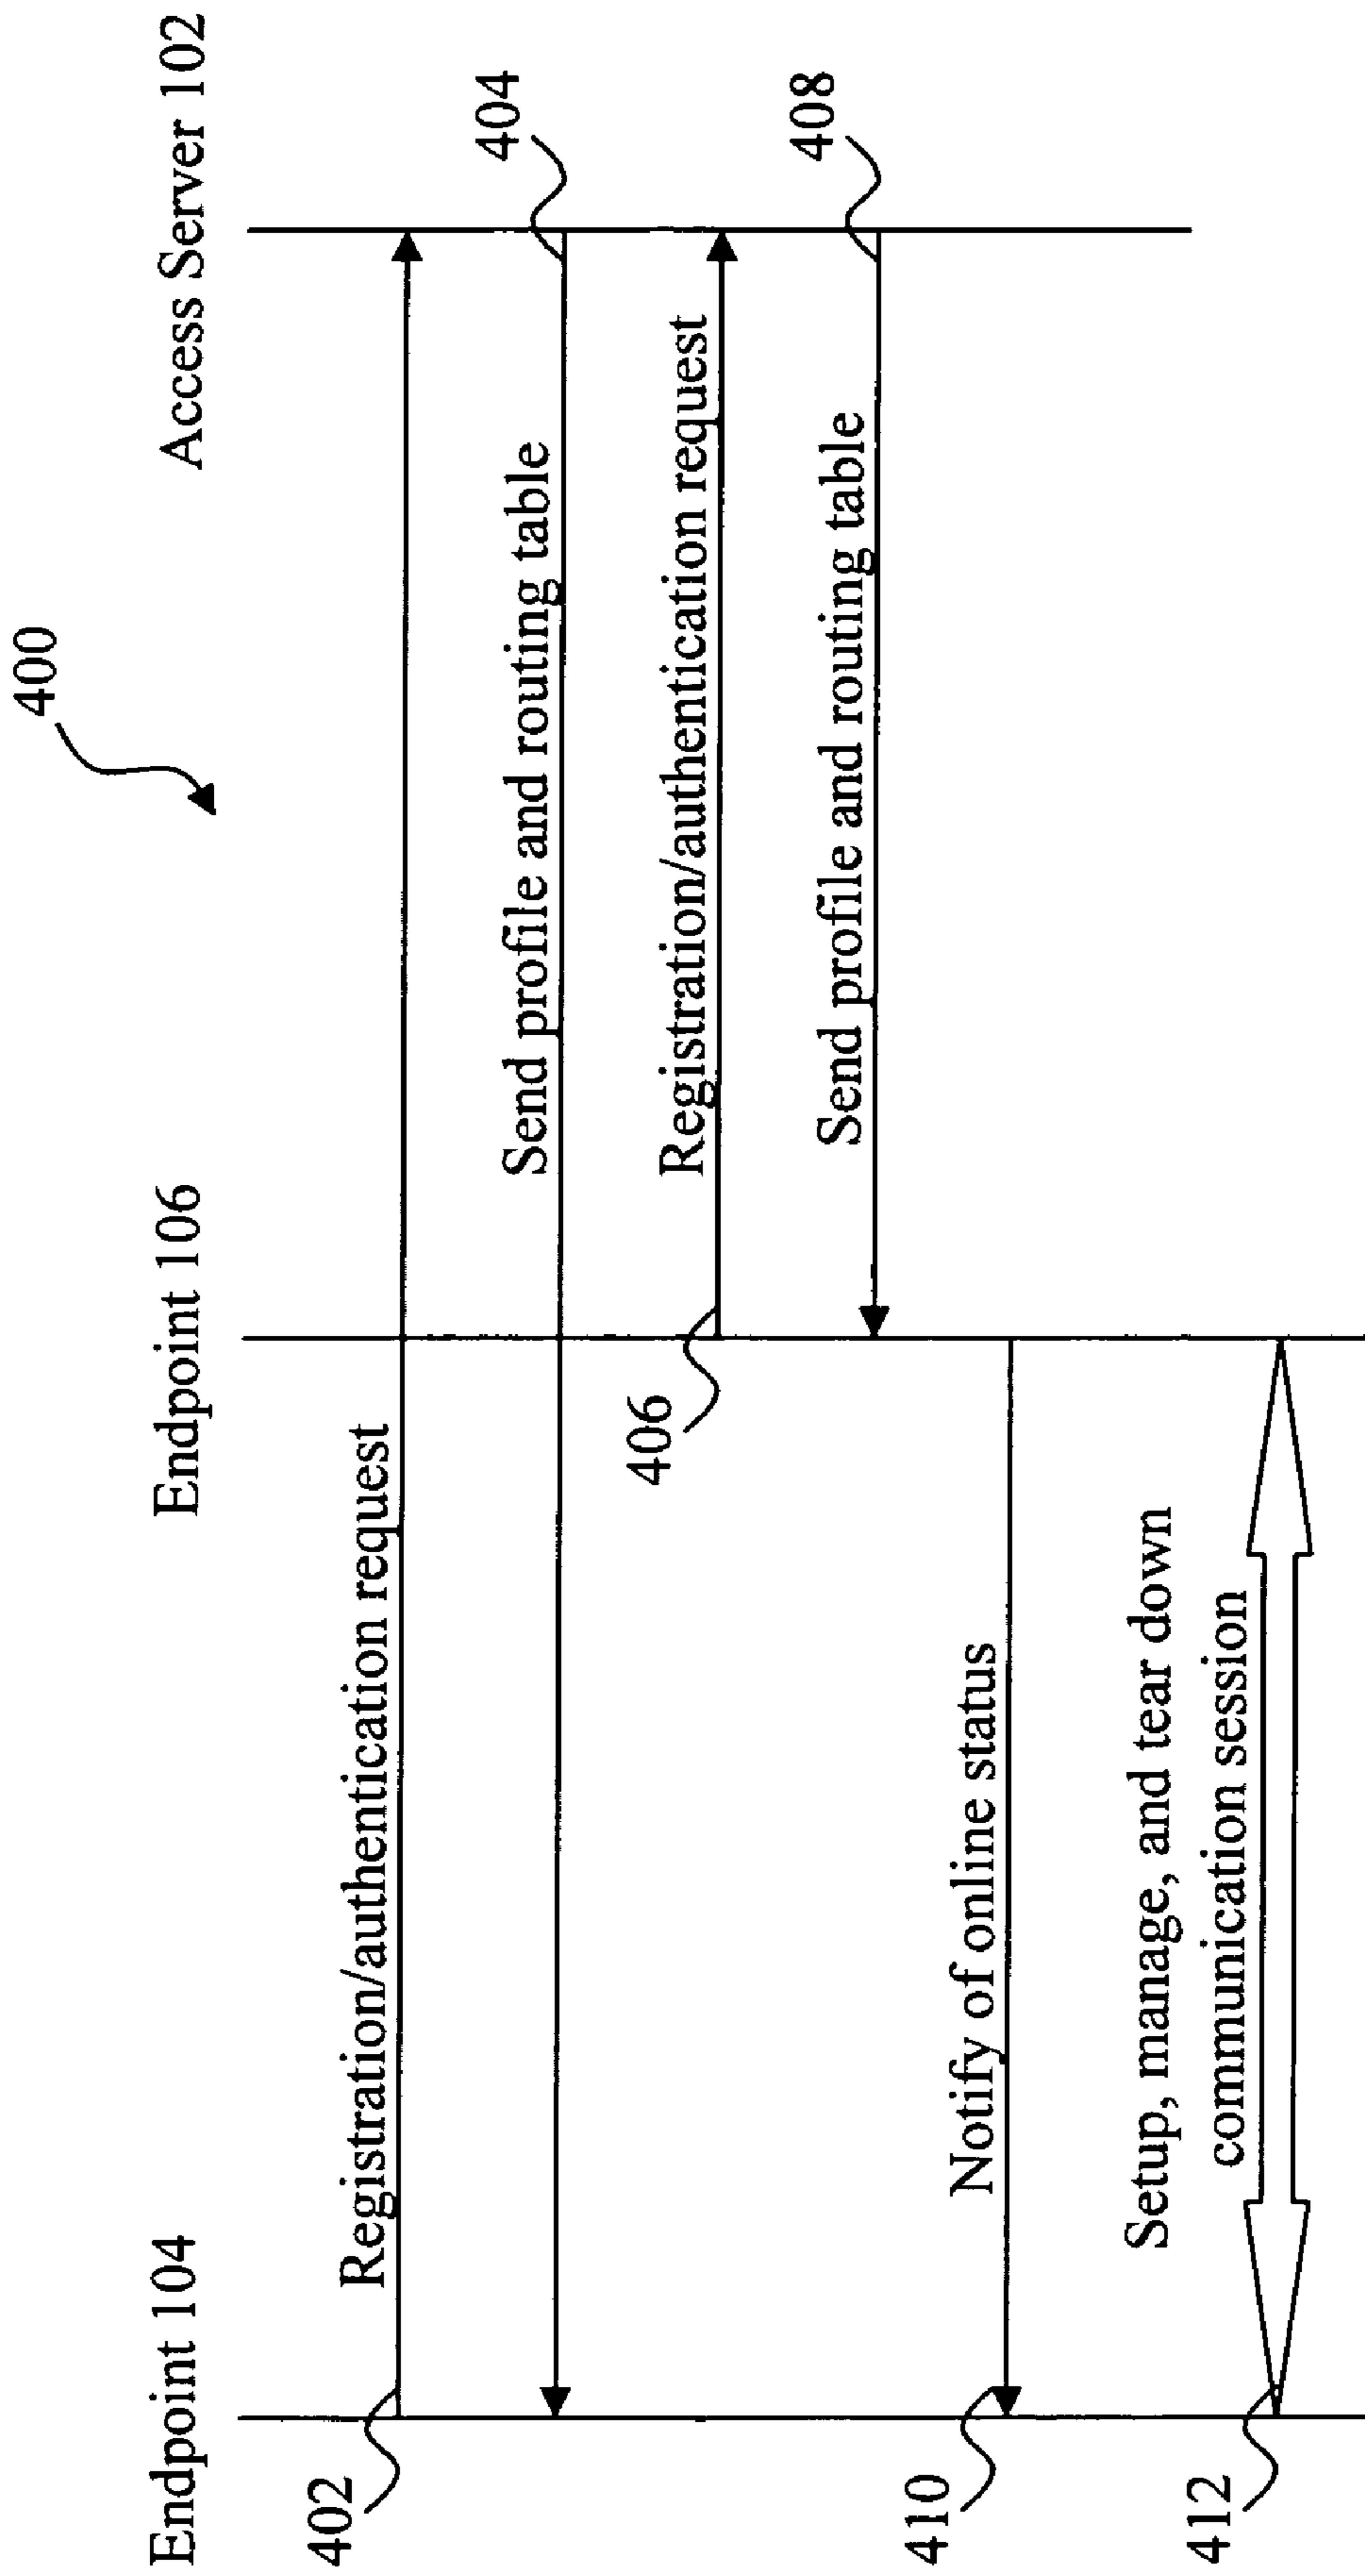 400
Endpoint 104
Endpoint 106
Access Server 102
402
Registration/authentication request
404
Send profile and routing table
406
Registration/authentication request
408
Send profile and routing table
410
Notify of online status
412
Setup, manage, and tear down
communication session